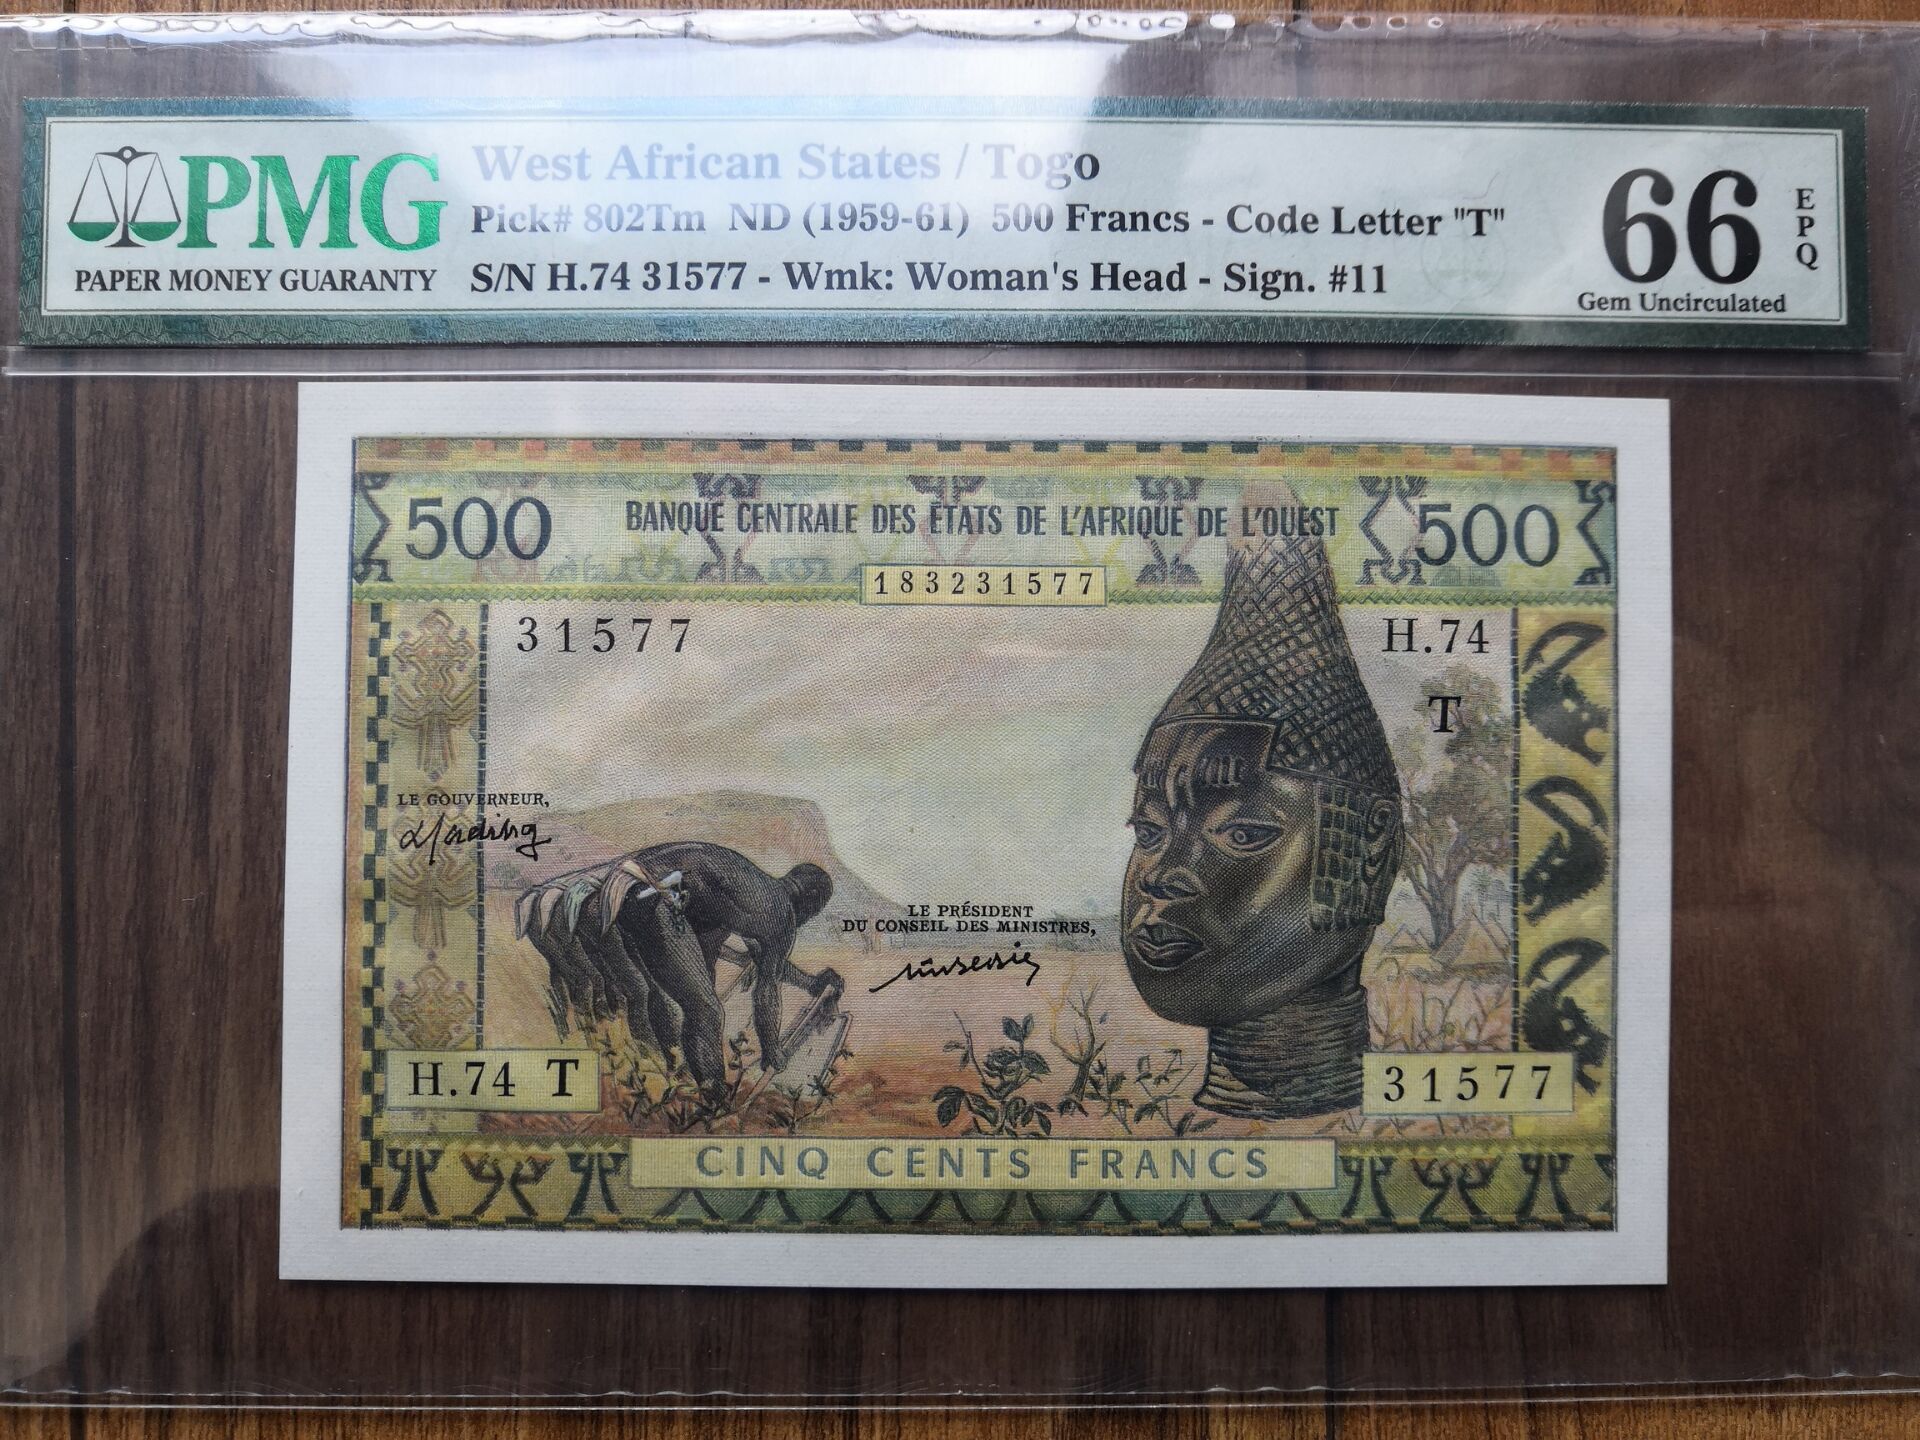 PMG
PAPER MONEY GUARANTY
West African States / Togo
Pick# 802Tm ND (1959-61) 500 Francs - Code Letter "T"
S/N H.74 31577 - Wmk: Woman's Head - Sign. #11
66
EPQ
Gem Uncirculated
500
BANQUE CENTRALE DES ÉTATS DE L'AFRIQUE DE L'OUEST
500
183231577
31577
H.74
T
LE GOUVERNEUR,
LE PRÉSIDENT
DU CONSEIL DES MINISTRES,
H.74 T
31577
CINQ CENTS FRANCS